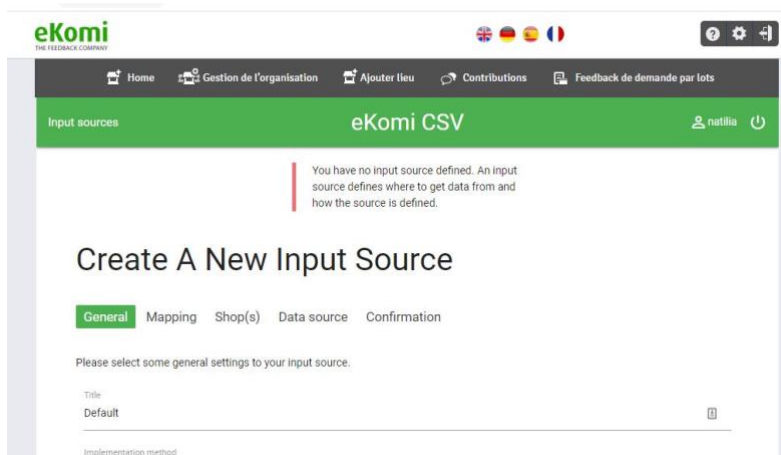 eKomi
THE FEEDBACK COMPANY
Home Gestion de l'organisation Ajouter lieu Contributions Feedback de demande par lots
Input sources eKomi CSV natilia
You have no input source defined. An input
source defines where to get data from and
how the source is defined.
Create A New Input Source
General Mapping Shop(s) Data source Confirmation
Please select some general settings to your input source.
Title
Default
Implementation method